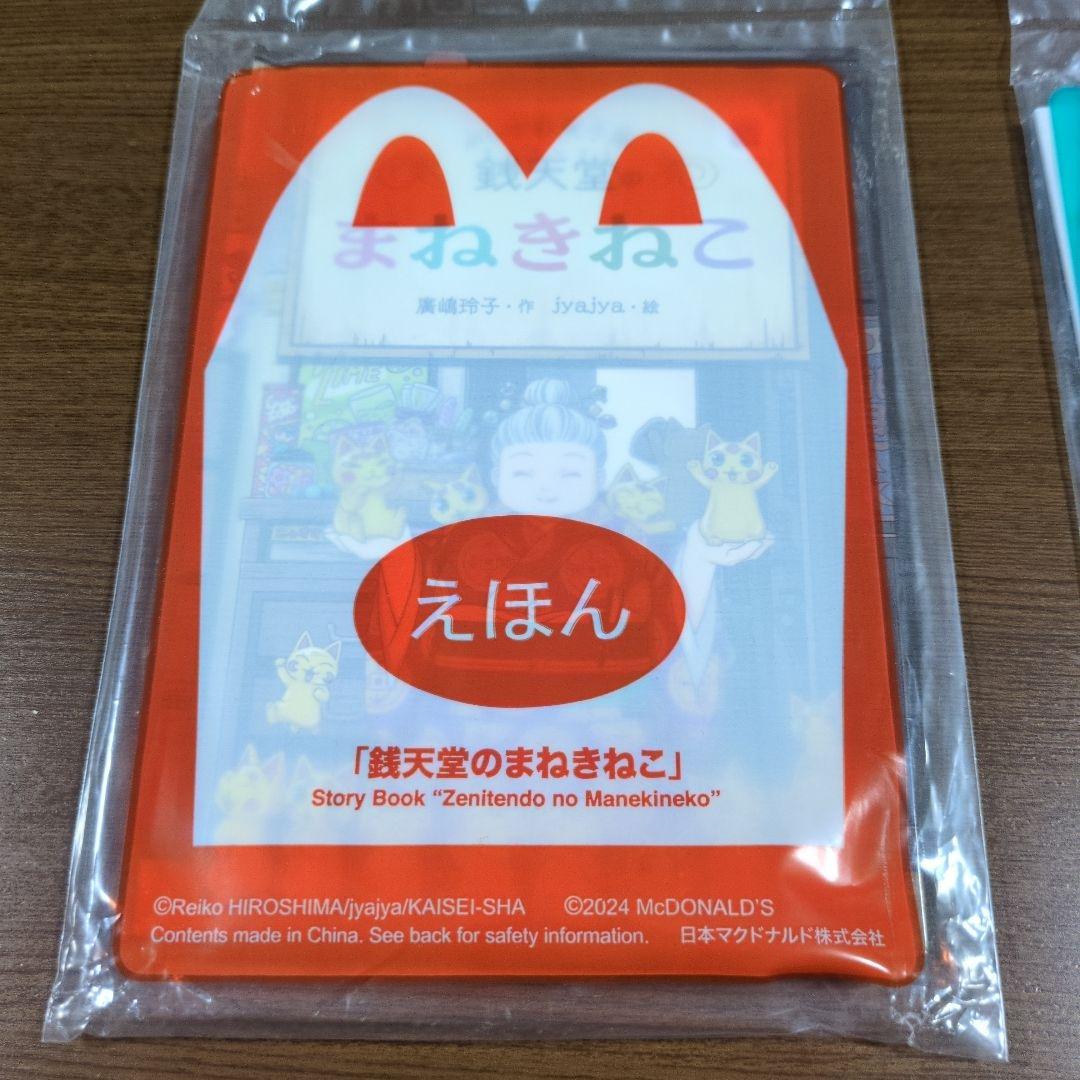 銭天堂の
まねきねこ
廣嶋玲子・作 jyajya・絵
TIME
えほん
「銭天堂のまねきねこ」
Story Book “Zenitendo no Manekineko”
©Reiko HIROSHIMA/jyajya/KAISEI-SHA ©2024 McDONALD'S
Contents made in China. See back for safety information. 日本マクドナルド株式会社